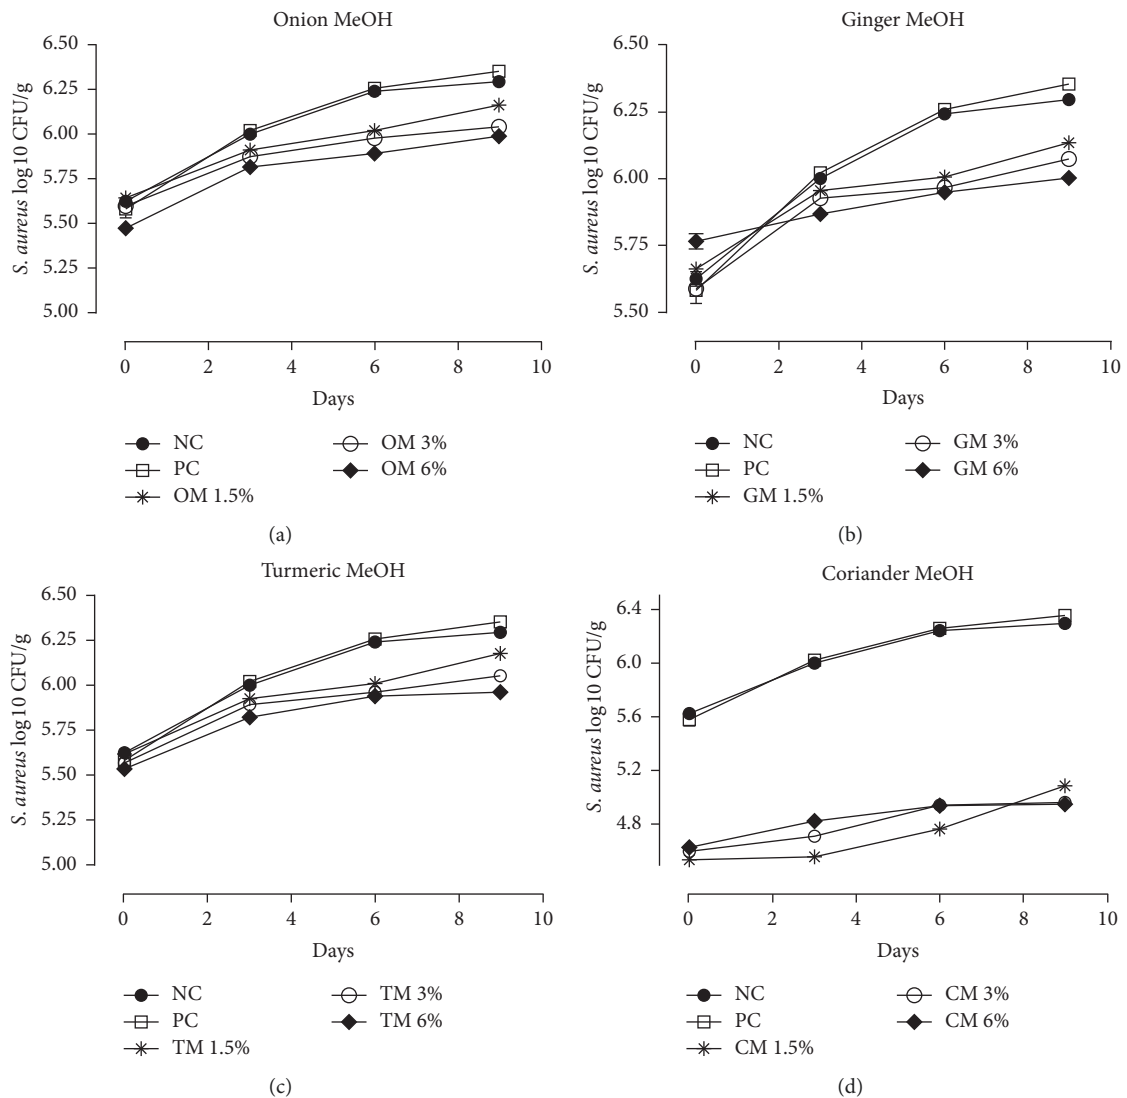 Onion MeOH
6.50
6.25
6.00
5.75
5.50
5.25
5.00
S. aureus log10 CFU/g
0 2 4 6 8 10
Days
NC
PC
OM 1.5%
OM 3%
OM 6%
(a)
Ginger MeOH
6.50
6.25
6.00
5.75
5.50
S. aureus log10 CFU/g
0 2 4 6 8 10
Days
NC
PC
GM 1.5%
GM 3%
GM 6%
(b)
Turmeric MeOH
6.50
6.25
6.00
5.75
5.50
5.25
5.00
S. aureus log10 CFU/g
0 2 4 6 8 10
Days
NC
PC
TM 1.5%
TM 3%
TM 6%
(c)
Coriander MeOH
6.4
6.0
5.6
5.2
4.8
S. aureus log10 CFU/g
0 2 4 6 8 10
Days
NC
PC
CM 1.5%
CM 3%
CM 6%
(d)